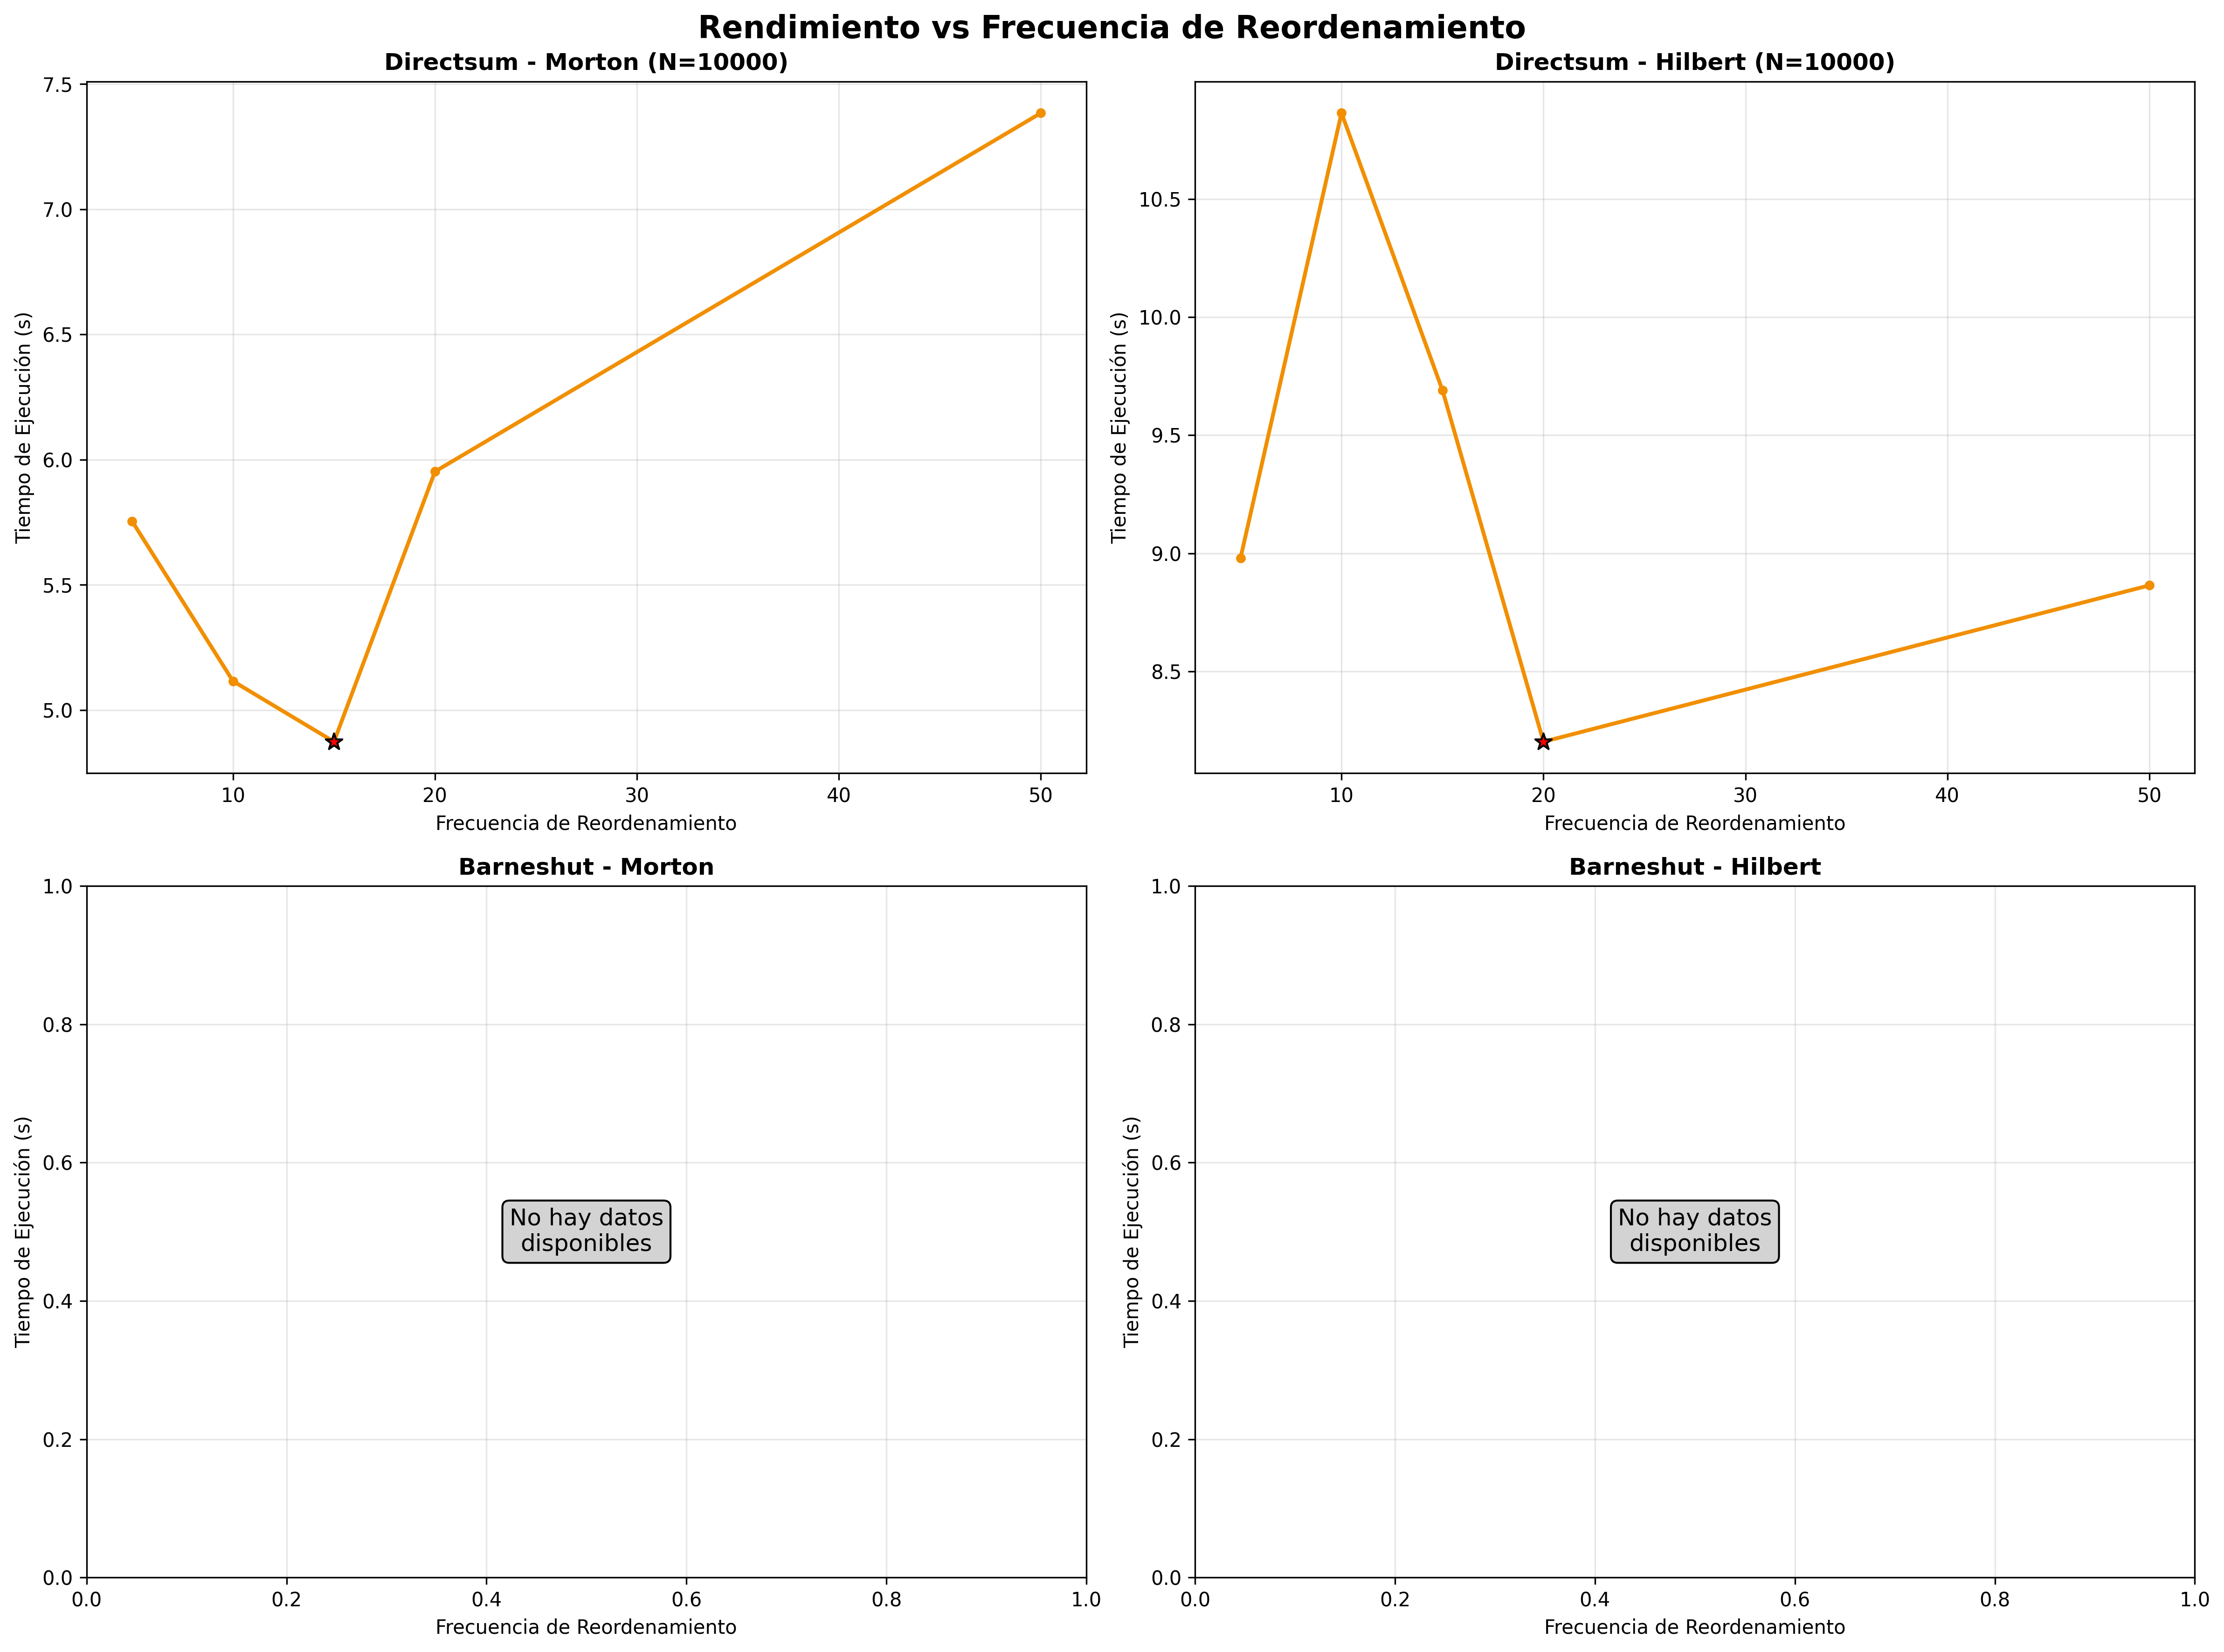 Rendimiento vs Frecuencia de Reordenamiento
Directsum - Morton (N=10000)
7.5
7.0
6.5
6.0
5.5
5.0
Tiempo de Ejecución (s)
10
20
30
40
50
Frecuencia de Reordenamiento
Directsum - Hilbert (N=10000)
10.5
10.0
9.5
9.0
8.5
Tiempo de Ejecución (s)
10
20
30
40
50
Frecuencia de Reordenamiento
Barneshut - Morton
1.0
0.8
0.6
0.4
0.2
0.0
Tiempo de Ejecución (s)
No hay datos
disponibles
0.0
0.2
0.4
0.6
0.8
1.0
Frecuencia de Reordenamiento
Barneshut - Hilbert
1.0
0.8
0.6
0.4
0.2
0.0
Tiempo de Ejecución (s)
No hay datos
disponibles
0.0
0.2
0.4
0.6
0.8
1.0
Frecuencia de Reordenamiento